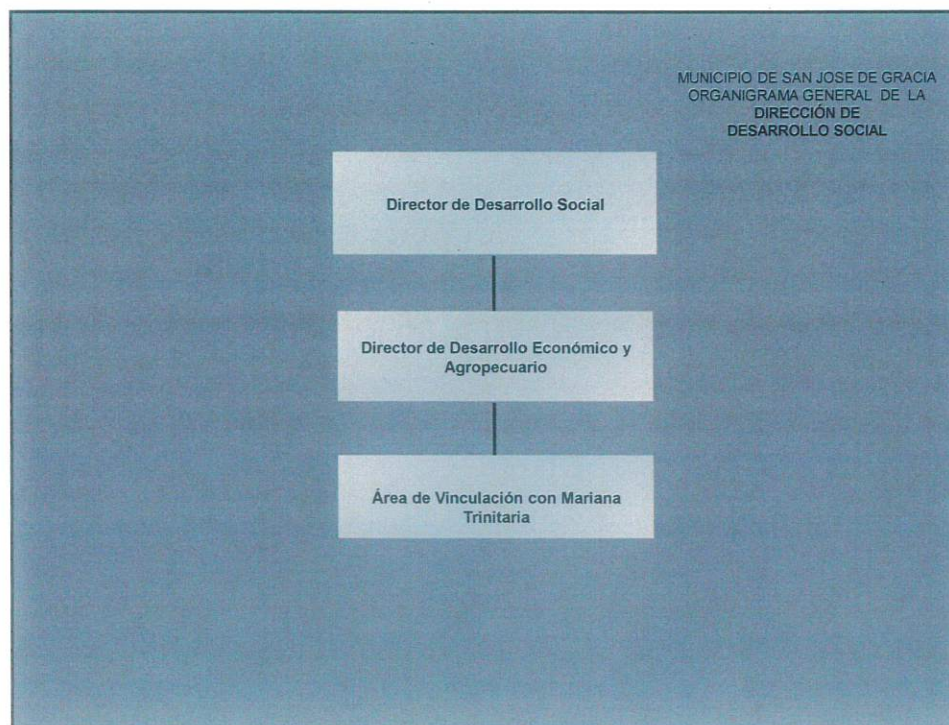 MUNICIPIO DE SAN JOSE DE GRACIA
ORGANIGRAMA GENERAL DE LA
DIRECCIÓN DE
DESARROLLO SOCIAL
Director de Desarrollo Social
Director de Desarrollo Económico y
Agropecuario
Área de Vinculación con Mariana
Trinitaria